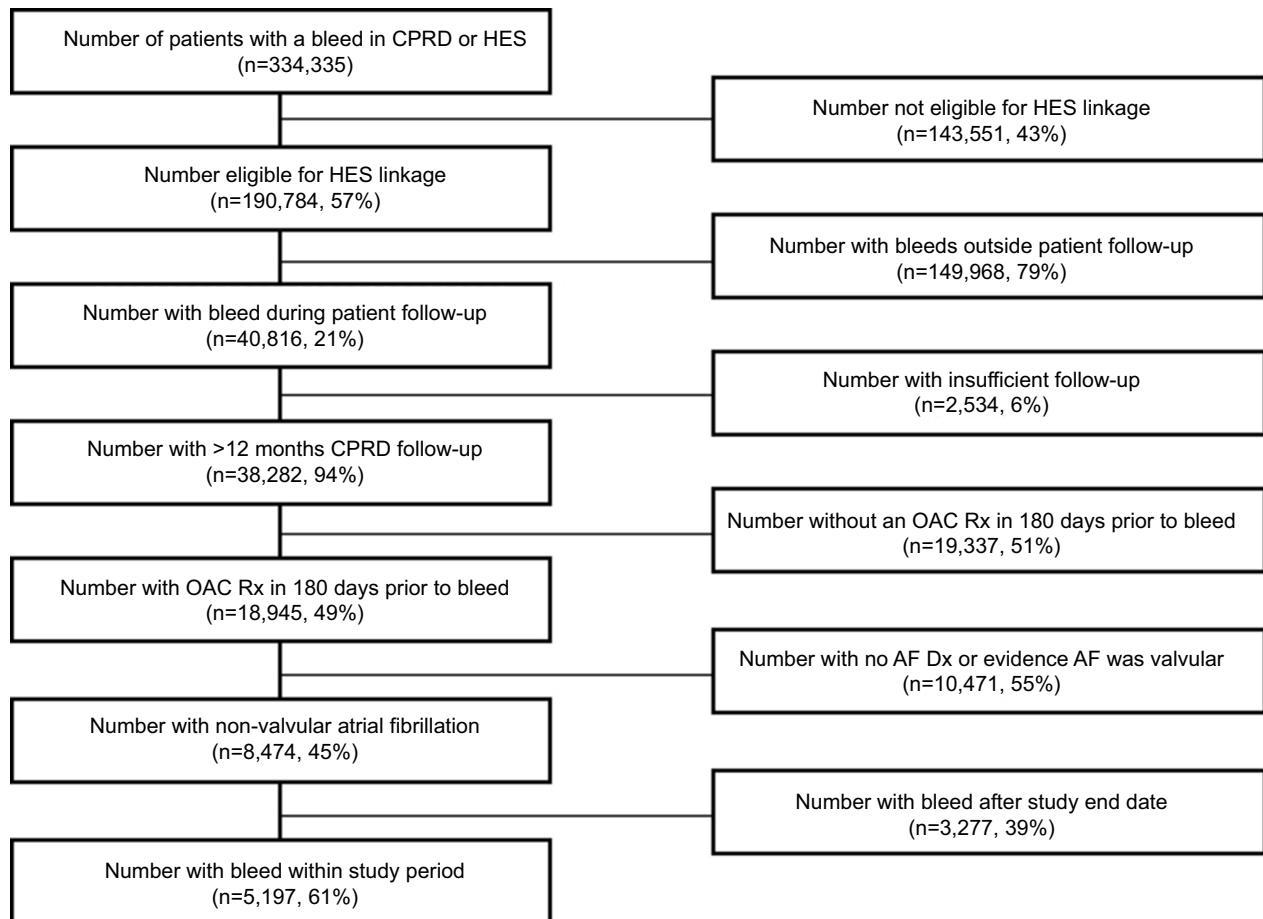 Number of patients with a bleed in CPRD or HES
(n=334,335)
Number not eligible for HES linkage
(n=143,551, 43%)
Number eligible for HES linkage
(n=190,784, 57%)
Number with bleeds outside patient follow-up
(n=149,968, 79%)
Number with bleed during patient follow-up
(n=40,816, 21%)
Number with insufficient follow-up
(n=2,534, 6%)
Number with >12 months CPRD follow-up
(n=38,282, 94%)
Number without an OAC Rx in 180 days prior to bleed
(n=19,337, 51%)
Number with OAC Rx in 180 days prior to bleed
(n=18,945, 49%)
Number with no AF Dx or evidence AF was valvular
(n=10,471, 55%)
Number with non-valvular atrial fibrillation
(n=8,474, 45%)
Number with bleed after study end date
(n=3,277, 39%)
Number with bleed within study period
(n=5,197, 61%)